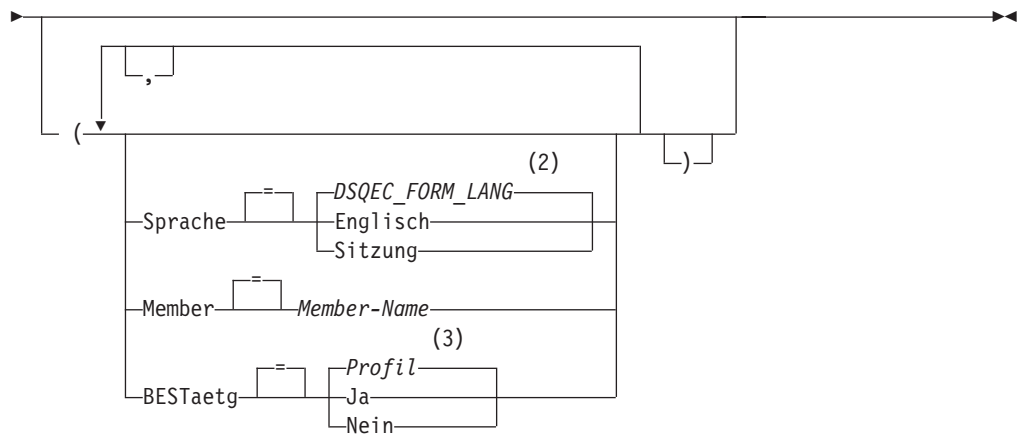 ,
(
)
(2)
= DSQEC_FORM_LANG
Sprache Englisch
Sitzung
=
Member Member-Name
(3)
= Profil
BESTaetg Ja
Nein